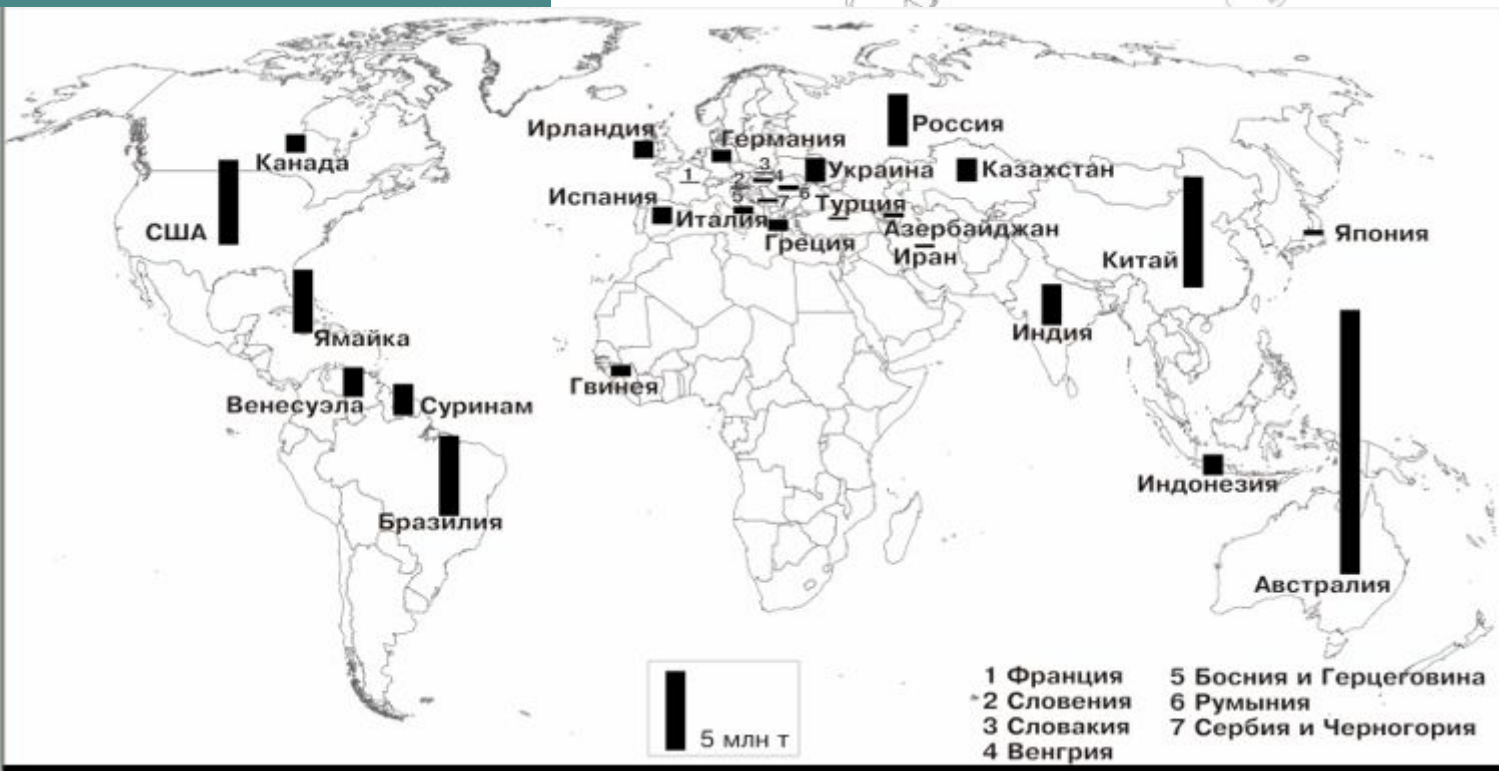 Ирландия
Германия
Россия
Канада
3
Украина
Казахстан
1
2
4
Испания
5
6
7
Турция
США
Италия
Азербайджан
Япония
Греция
Иран
Китай
Ямайка
Индия
Гвинея
Венесуэла
Суринам
Индонезия
Бразилия
Австралия
5 млн т
1 Франция
2 Словения
3 Словакия
4 Венгрия
5 Босния и Герцеговина
6 Румыния
7 Сербия и Черногория